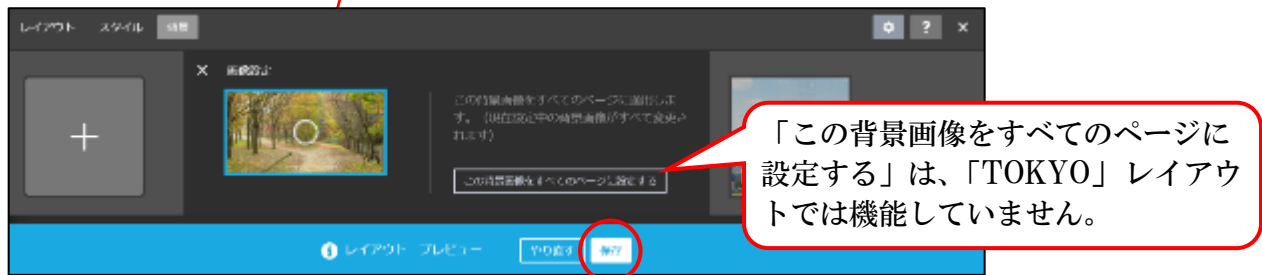 レイアウト スタイル 背景
? ×
× 画像設定
この背景画像をすべてのページに適用しま
す。（現在設定中の背景画像がすべて変更さ
れます）
この背景画像をすべてのページに設定する
「この背景画像をすべてのページに
設定する」は、「TOKYO」レイアウ
トでは機能していません。
レイアウト プレビュー やり直す 保存